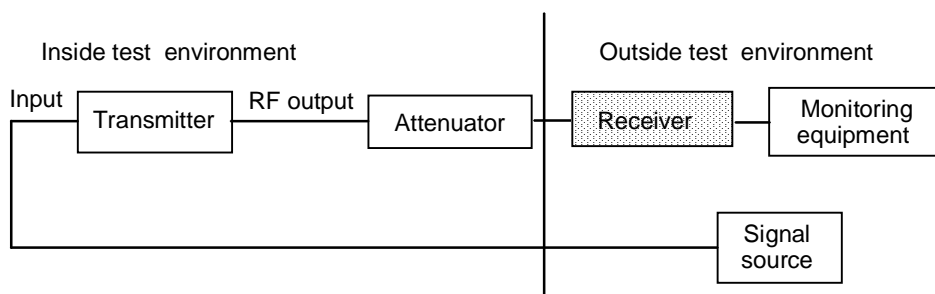 Inside test environment
Outside test environment
Input
Transmitter
RF output
Attenuator
Receiver
Monitoring
equipment
Signal
source